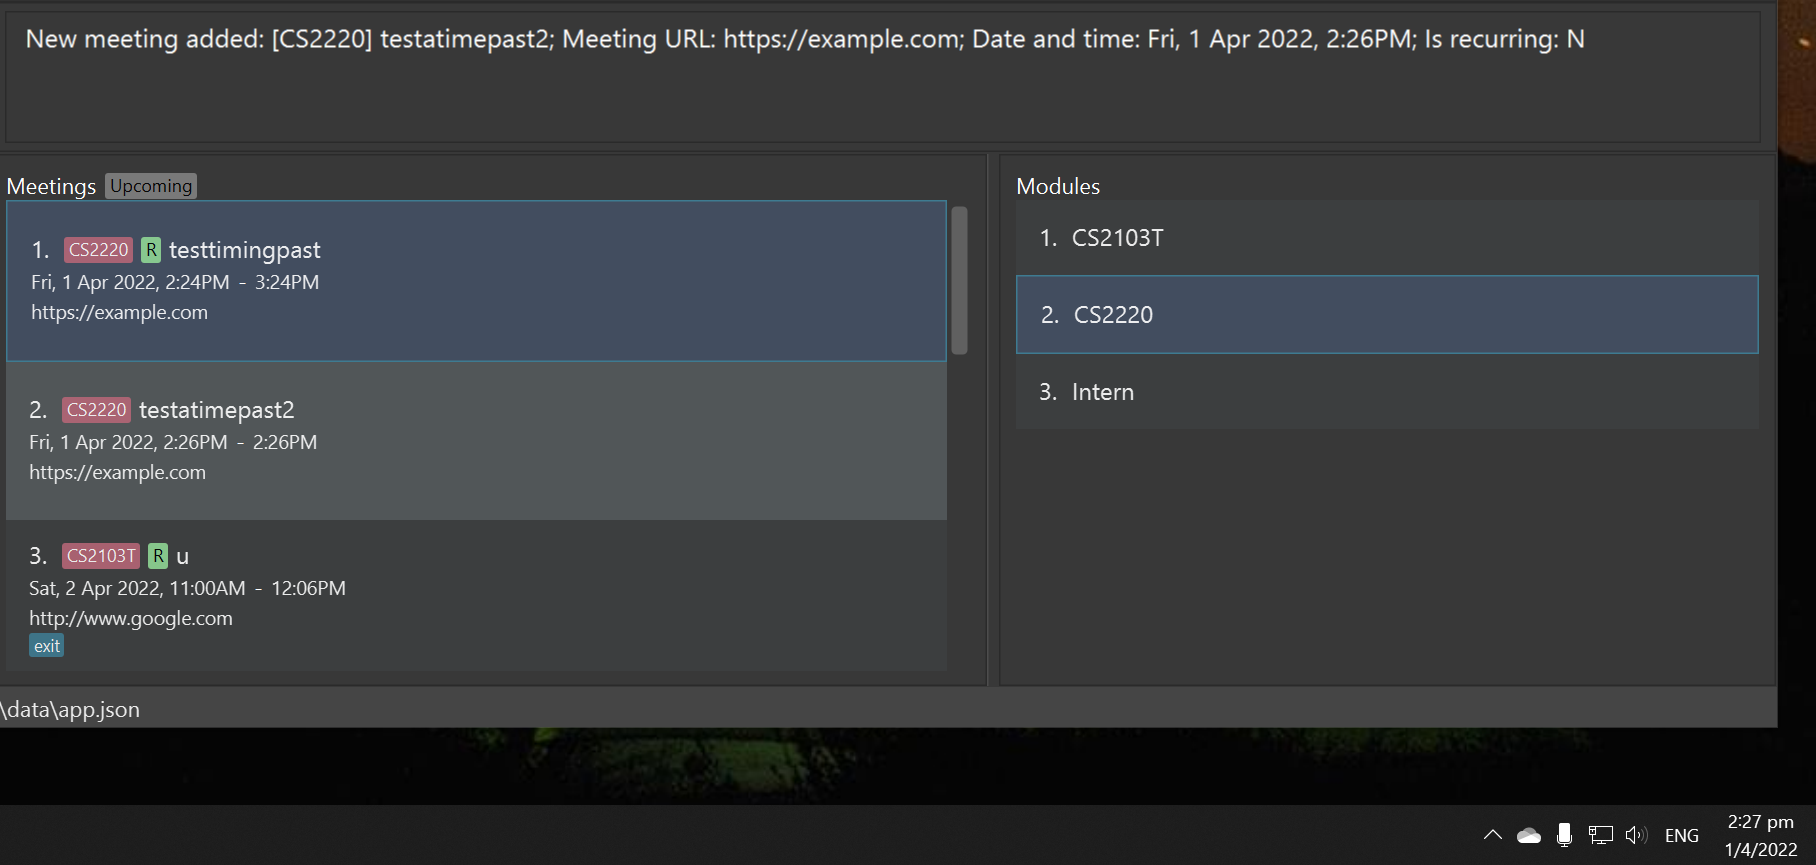 New meeting added: [CS2220] testatimepast2; Meeting URL: https://example.com; Date and time: Fri, 1 Apr 2022, 2:26PM; Is recurring: N
Meetings Upcoming
1. CS2220 R testtimingpast
Fri, 1 Apr 2022, 2:24PM - 3:24PM
https://example.com
2. CS2220 testatimepast2
Fri, 1 Apr 2022, 2:26PM - 2:26PM
https://example.com
3. CS2103T R u
Sat, 2 Apr 2022, 11:00AM - 12:06PM
http://www.google.com
exit
Modules
1. CS2103T
2. CS2220
3. Intern
\data\app.json
ENG
2:27 pm
1/4/2022